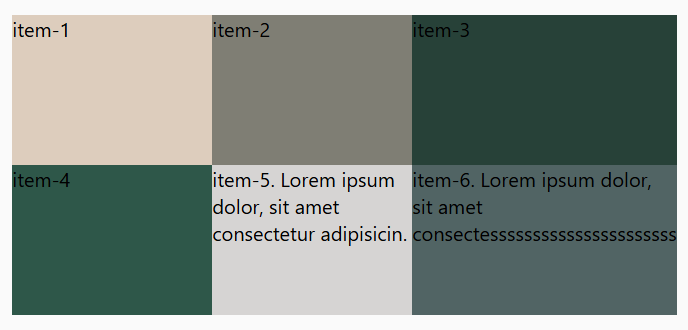 item-1
item-2
item-3
item-4
item-5. Lorem ipsum
dolor, sit amet
consectetur adipisicin.
item-6. Lorem ipsum dolor,
sit amet
consectessssssssssssssssssssss